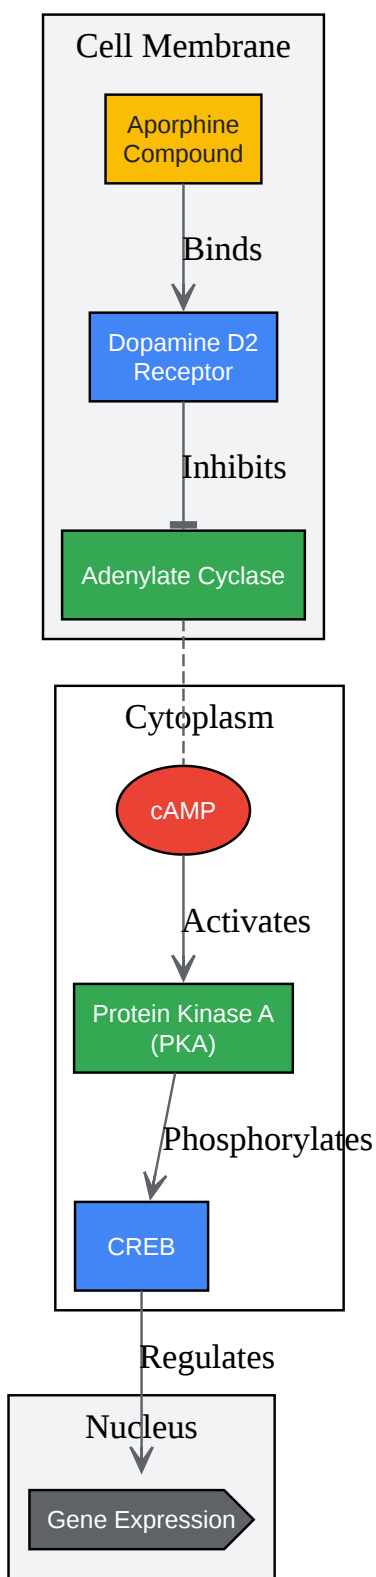 Cell Membrane
Aporphine
Compound
Binds
Dopamine D2
Receptor
Inhibits
Adenylate Cyclase
Cytoplasm
cAMP
Activates
Protein Kinase A
(PKA)
Phosphorylates
CREB
Regulates
Nucleus
Gene Expression